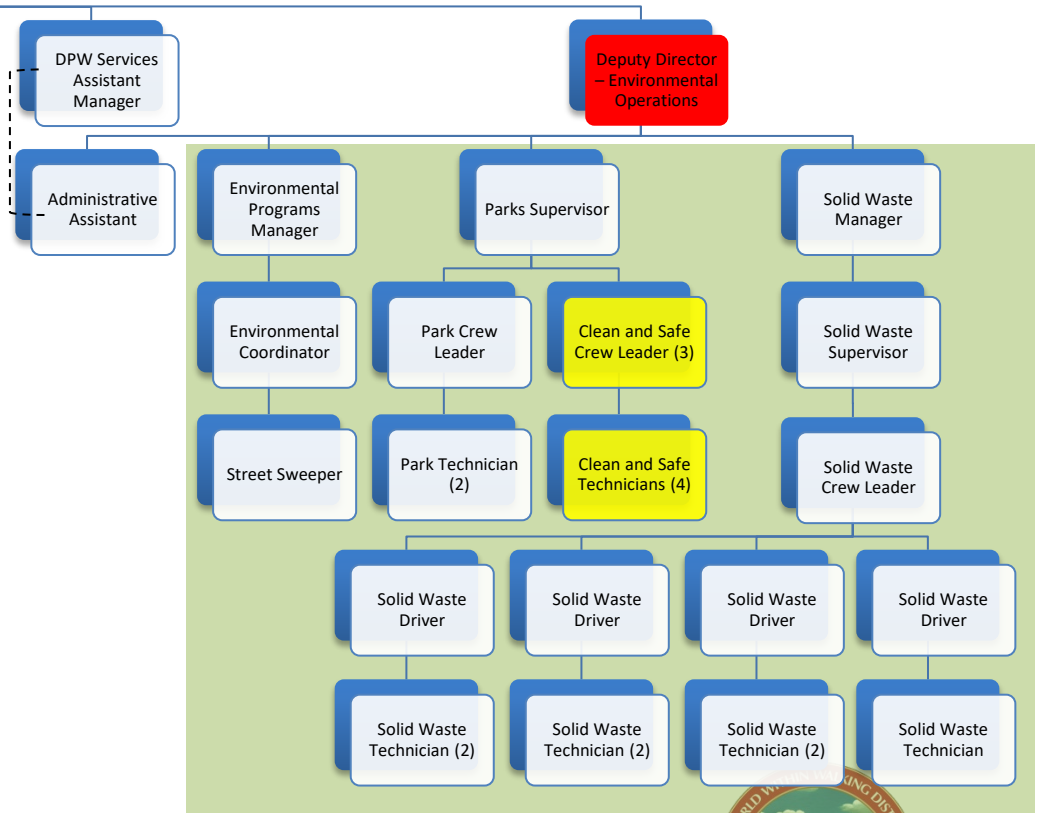 DPW Services
Assistant
Manager
Deputy Director
– Environmental
Operations
Administrative
Assistant
Environmental
Programs
Manager
Parks Supervisor
Solid Waste
Manager
Environmental
Coordinator
Park Crew
Leader
Clean and Safe
Crew Leader (3)
Solid Waste
Supervisor
Street Sweeper
Park Technician
(2)
Clean and Safe
Technicians (4)
Solid Waste
Crew Leader
Solid Waste
Driver
Solid Waste
Driver
Solid Waste
Driver
Solid Waste
Driver
Solid Waste
Technician (2)
Solid Waste
Technician (2)
Solid Waste
Technician (2)
Solid Waste
Technician
WITHIN WALKING